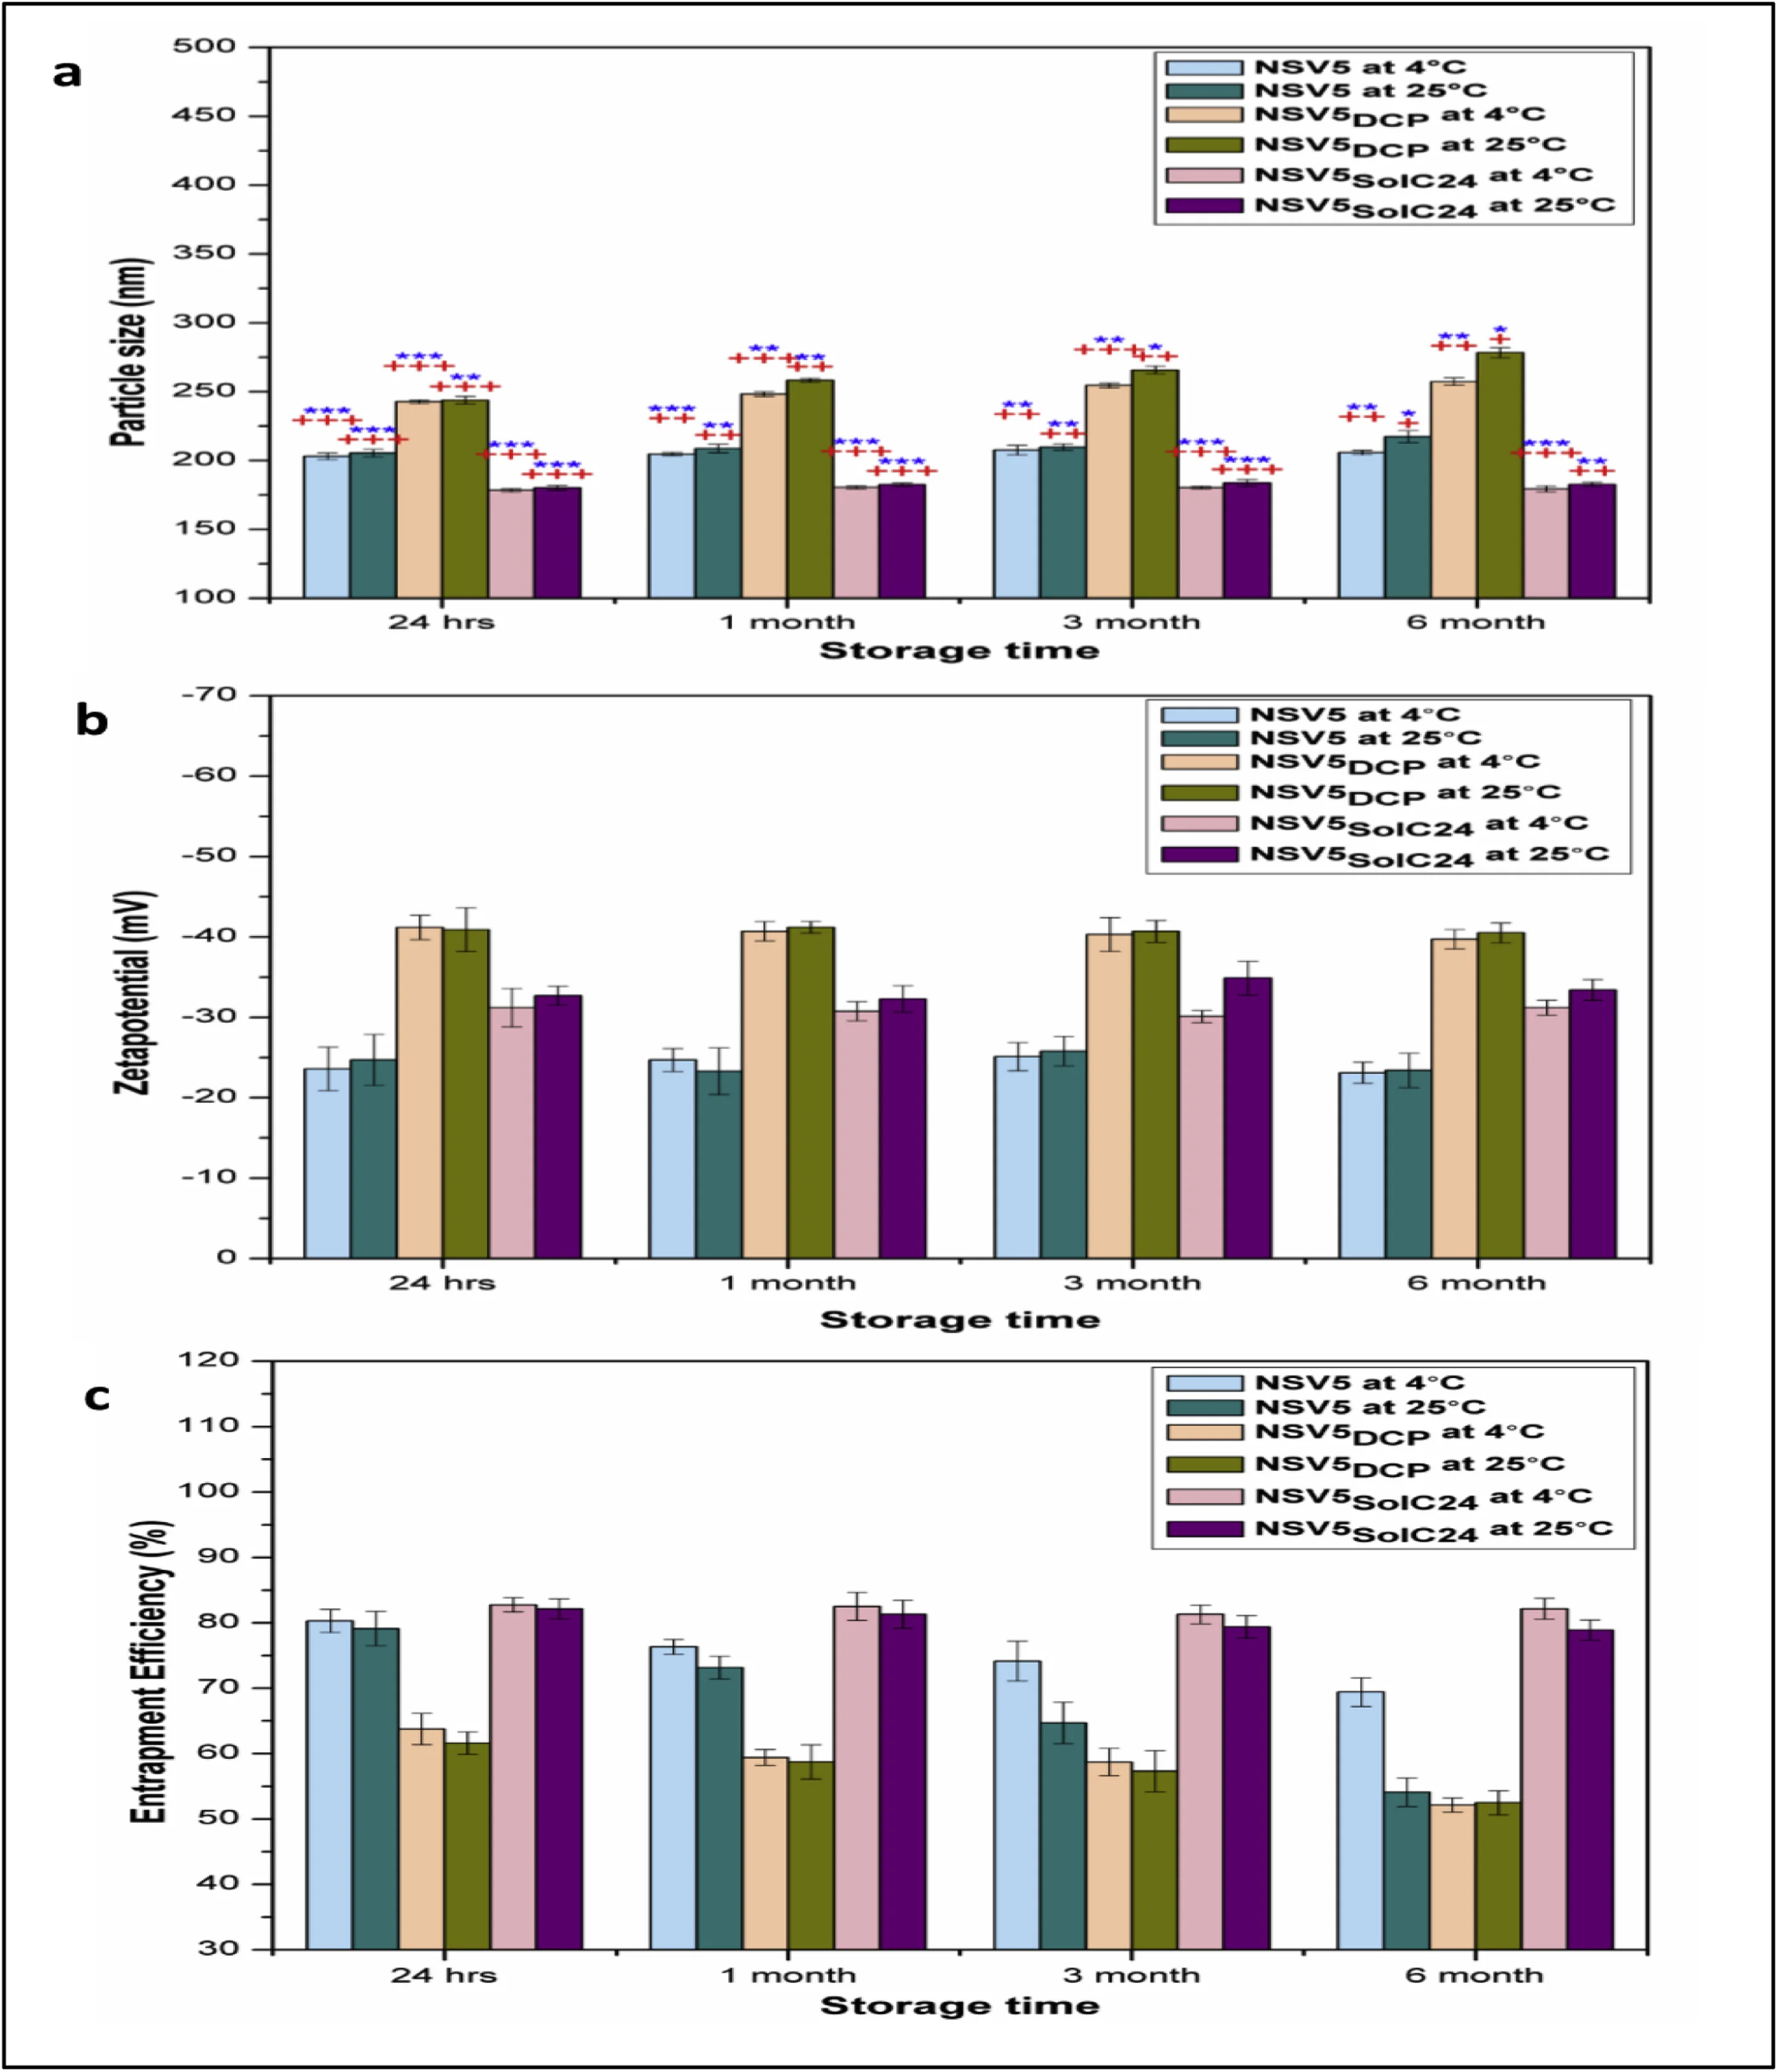 a
500
450
400
350
300
250
200
150
100
Particle size (nm)
NSV5 at 4°C
NSV5 at 25°C
NSV5DCP at 4°C
NSV5DCP at 25°C
NSV5SolC24 at 4°C
NSV5SolC24 at 25°C
*** *** *** ** *** ***
+++ +++ +++ +++ +++ +++
*** ** ** ** *** ***
++ ++ +++ ++ +++ +++
** ** ** * *** ***
++ ++ +++ ++ +++ +++
** * ** * *** **
++ + ++ + +++ ++
24 hrs 1 month 3 month 6 month
Storage time
b
-70
-60
-50
-40
-30
-20
-10
0
Zetapotential (mV)
NSV5 at 4°C
NSV5 at 25°C
NSV5DCP at 4°C
NSV5DCP at 25°C
NSV5SolC24 at 4°C
NSV5SolC24 at 25°C
24 hrs 1 month 3 month 6 month
Storage time
c
120
110
100
90
80
70
60
50
40
30
Entrapment Efficiency (%)
NSV5 at 4°C
NSV5 at 25°C
NSV5DCP at 4°C
NSV5DCP at 25°C
NSV5SolC24 at 4°C
NSV5SolC24 at 25°C
24 hrs 1 month 3 month 6 month
Storage time